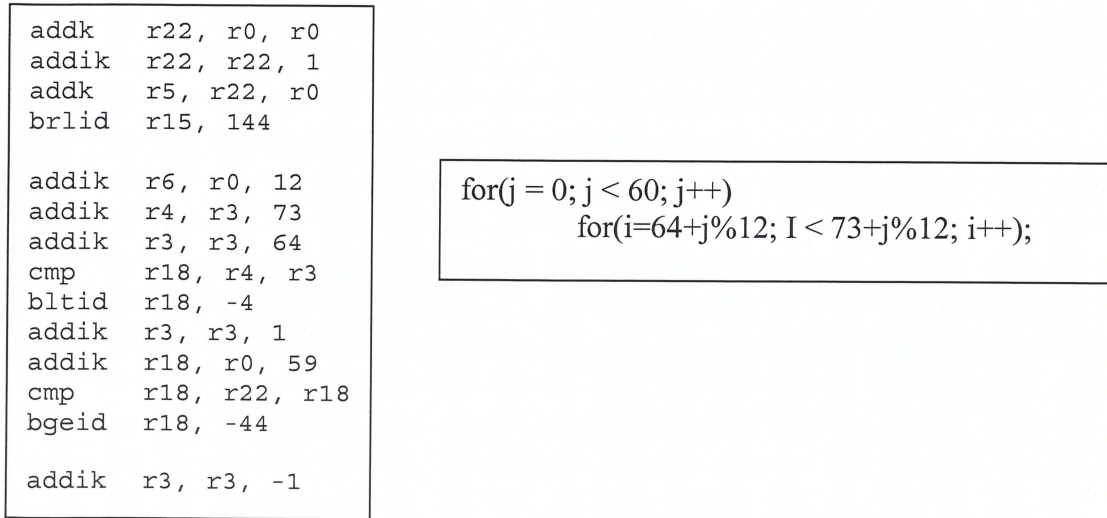 addk r22, r0, r0
addik r22, r22, 1
addk r5, r22, r0
brlid r15, 144
addik r6, r0, 12
addik r4, r3, 73
addik r3, r3, 64
cmp r18, r4, r3
bltid r18, -4
addik r3, r3, 1
addik r18, r0, 59
cmp r18, r22, r18
bgeid r18, -44
addik r3, r3, -1
for(j = 0; j < 60; j++)
for(i=64+j%12; I < 73+j%12; i++);